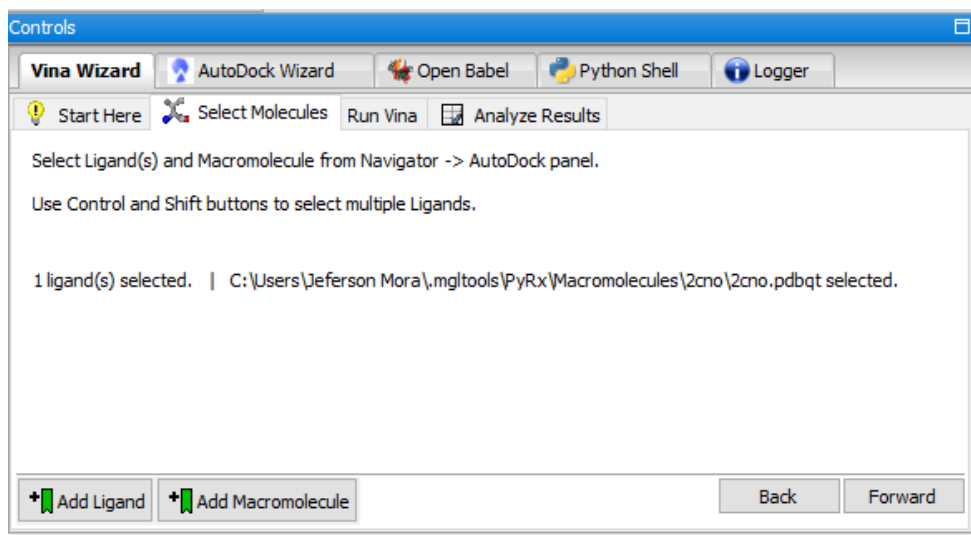 Controls
Vina Wizard AutoDock Wizard Open Babel Python Shell Logger
Start Here Select Molecules Run Vina Analyze Results
Select Ligand(s) and Macromolecule from Navigator -> AutoDock panel.
Use Control and Shift buttons to select multiple Ligands.
1 ligand(s) selected. | C:\Users\Jeferson Mora\.mgltools\PyRx\Macromolecules\2cno\2cno.pdbqt selected.
Add Ligand Add Macromolecule Back Forward